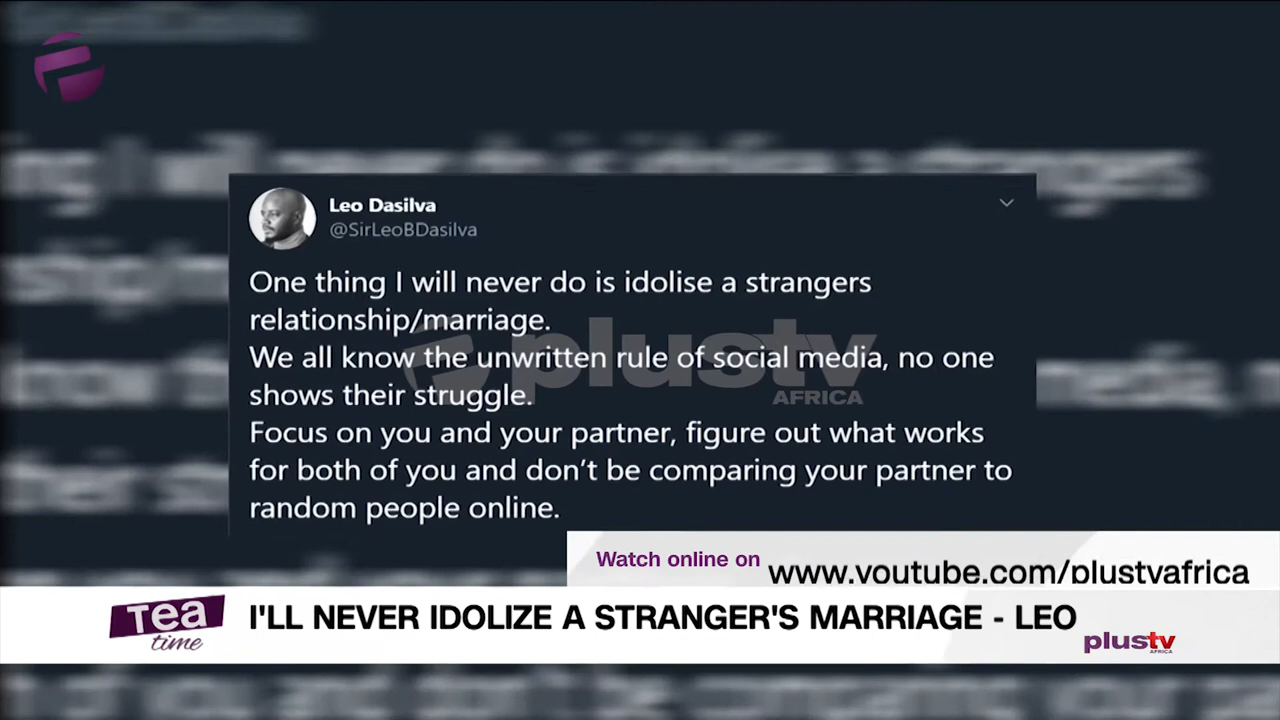 Leo Dasilva
@SirLeoBDasilva
One thing I will never do is idolise a strangers
relationship/marriage.
We all know the unwritten rule of social media, no one
shows their struggle.
Focus on you and your partner, figure out what works
for both of you and don't be comparing your partner to
random people online.
plustv
AFRICA
Watch online on www.youtube.com/plustvafrica
Tea
time
I'LL NEVER IDOLIZE A STRANGER'S MARRIAGE - LEO
plustv
AFRICA